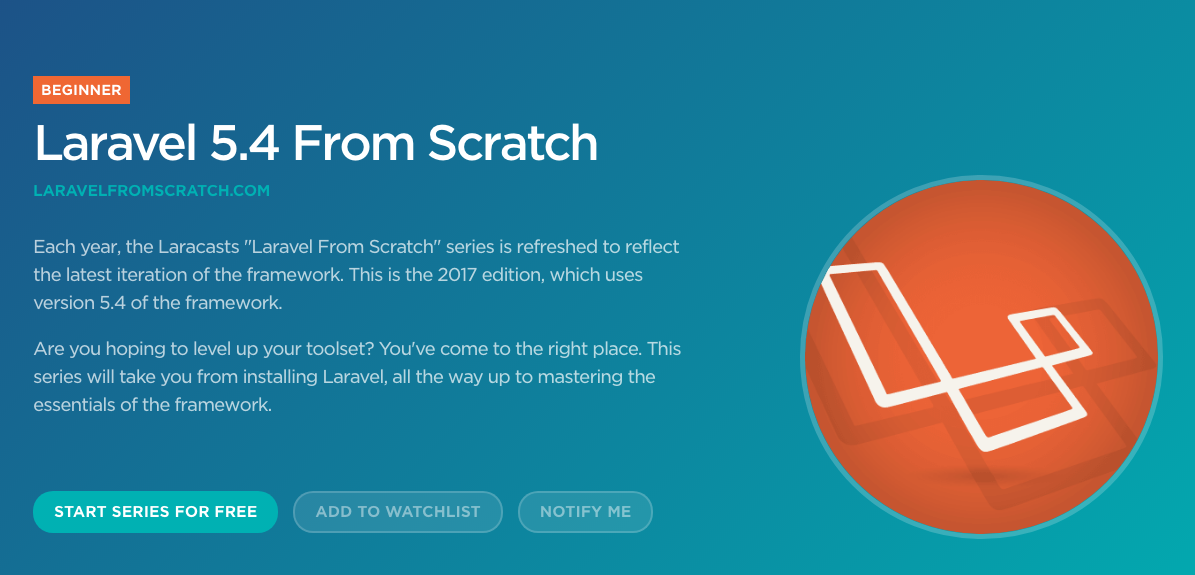 BEGINNER
Laravel 5.4 From Scratch
LARAVELFROMSCRATCH.COM
Each year, the Laracasts "Laravel From Scratch" series is refreshed to reflect
the latest iteration of the framework. This is the 2017 edition, which uses
version 5.4 of the framework.
Are you hoping to level up your toolset? You've come to the right place. This
series will take you from installing Laravel, all the way up to mastering the
essentials of the framework.
START SERIES FOR FREE
ADD TO WATCHLIST
NOTIFY ME